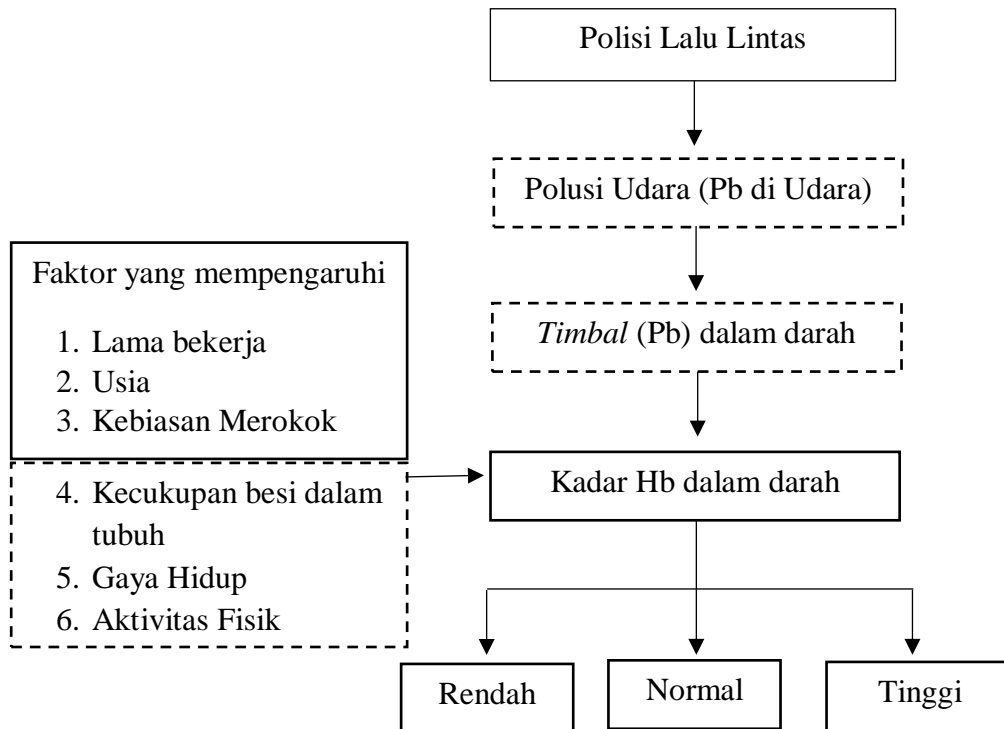 Polisi Lalu Lintas
Polusi Udara (Pb di Udara)
Timbal (Pb) dalam darah
Faktor yang mempengaruhi
1. Lama bekerja
2. Usia
3. Kebiasan Merokok
4. Kecukupan besi dalam
tubuh
5. Gaya Hidup
6. Aktivitas Fisik
Kadar Hb dalam darah
Rendah
Normal
Tinggi